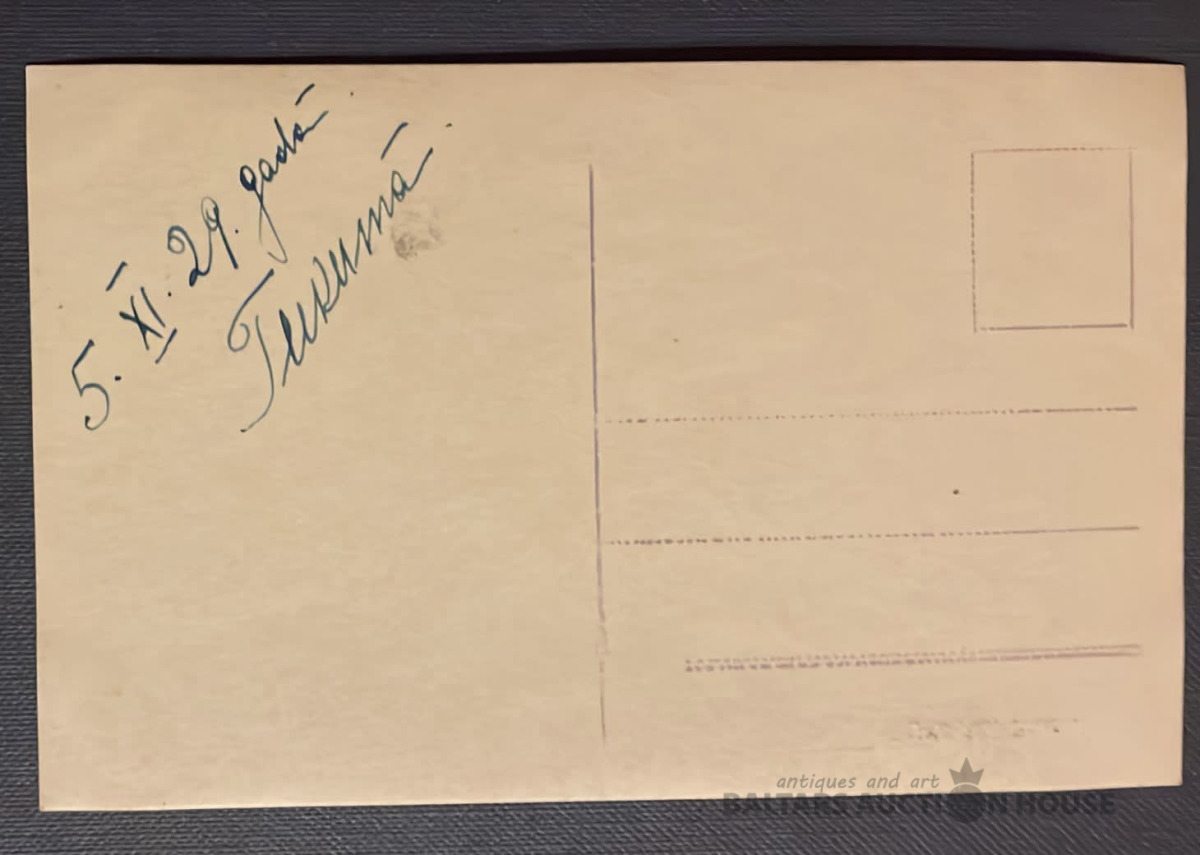 5. XI. 29. gadā.
Tukumā.
antiques and art
BALTARS AUCTION HOUSE